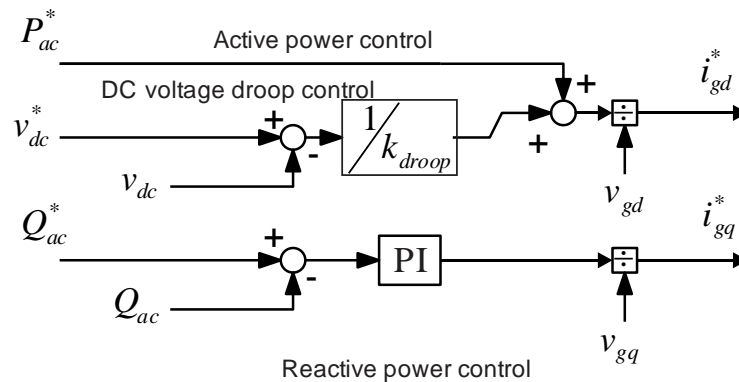 P*ac
Active power control
i*gd
DC voltage droop control
+
+
v*dc
+
-
1/kdroop
+
÷
vdc
vgd
Q*ac
+
-
PI
÷
i*gq
Qac
vgq
Reactive power control